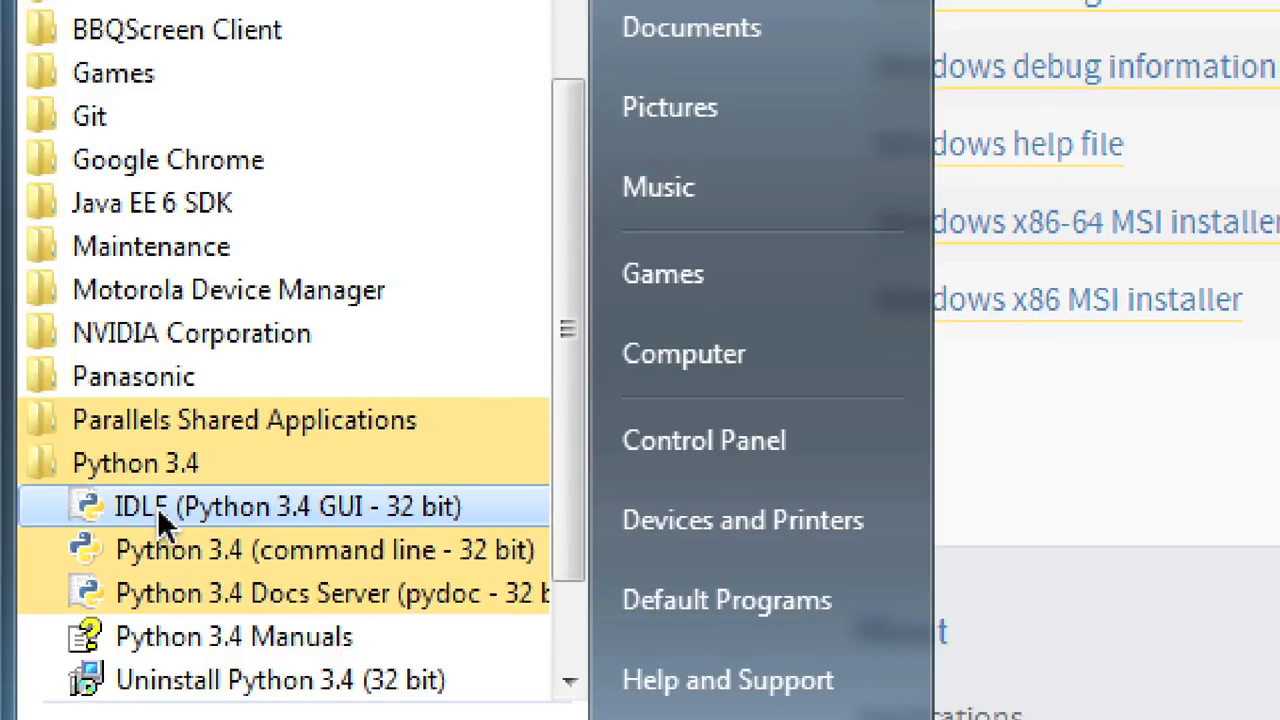 BBQScreen Client
Games
Git
Google Chrome
Java EE 6 SDK
Maintenance
Motorola Device Manager
NVIDIA Corporation
Panasonic
Parallels Shared Applications
Python 3.4
IDLE (Python 3.4 GUI - 32 bit)
Python 3.4 (command line - 32 bit)
Python 3.4 Docs Server (pydoc - 32 b
Python 3.4 Manuals
Uninstall Python 3.4 (32 bit)
Documents
Pictures
Music
Games
Computer
Control Panel
Devices and Printers
Default Programs
Help and Support
dows debug information
dows help file
dows x86-64 MSI installer
dows x86 MSI installer